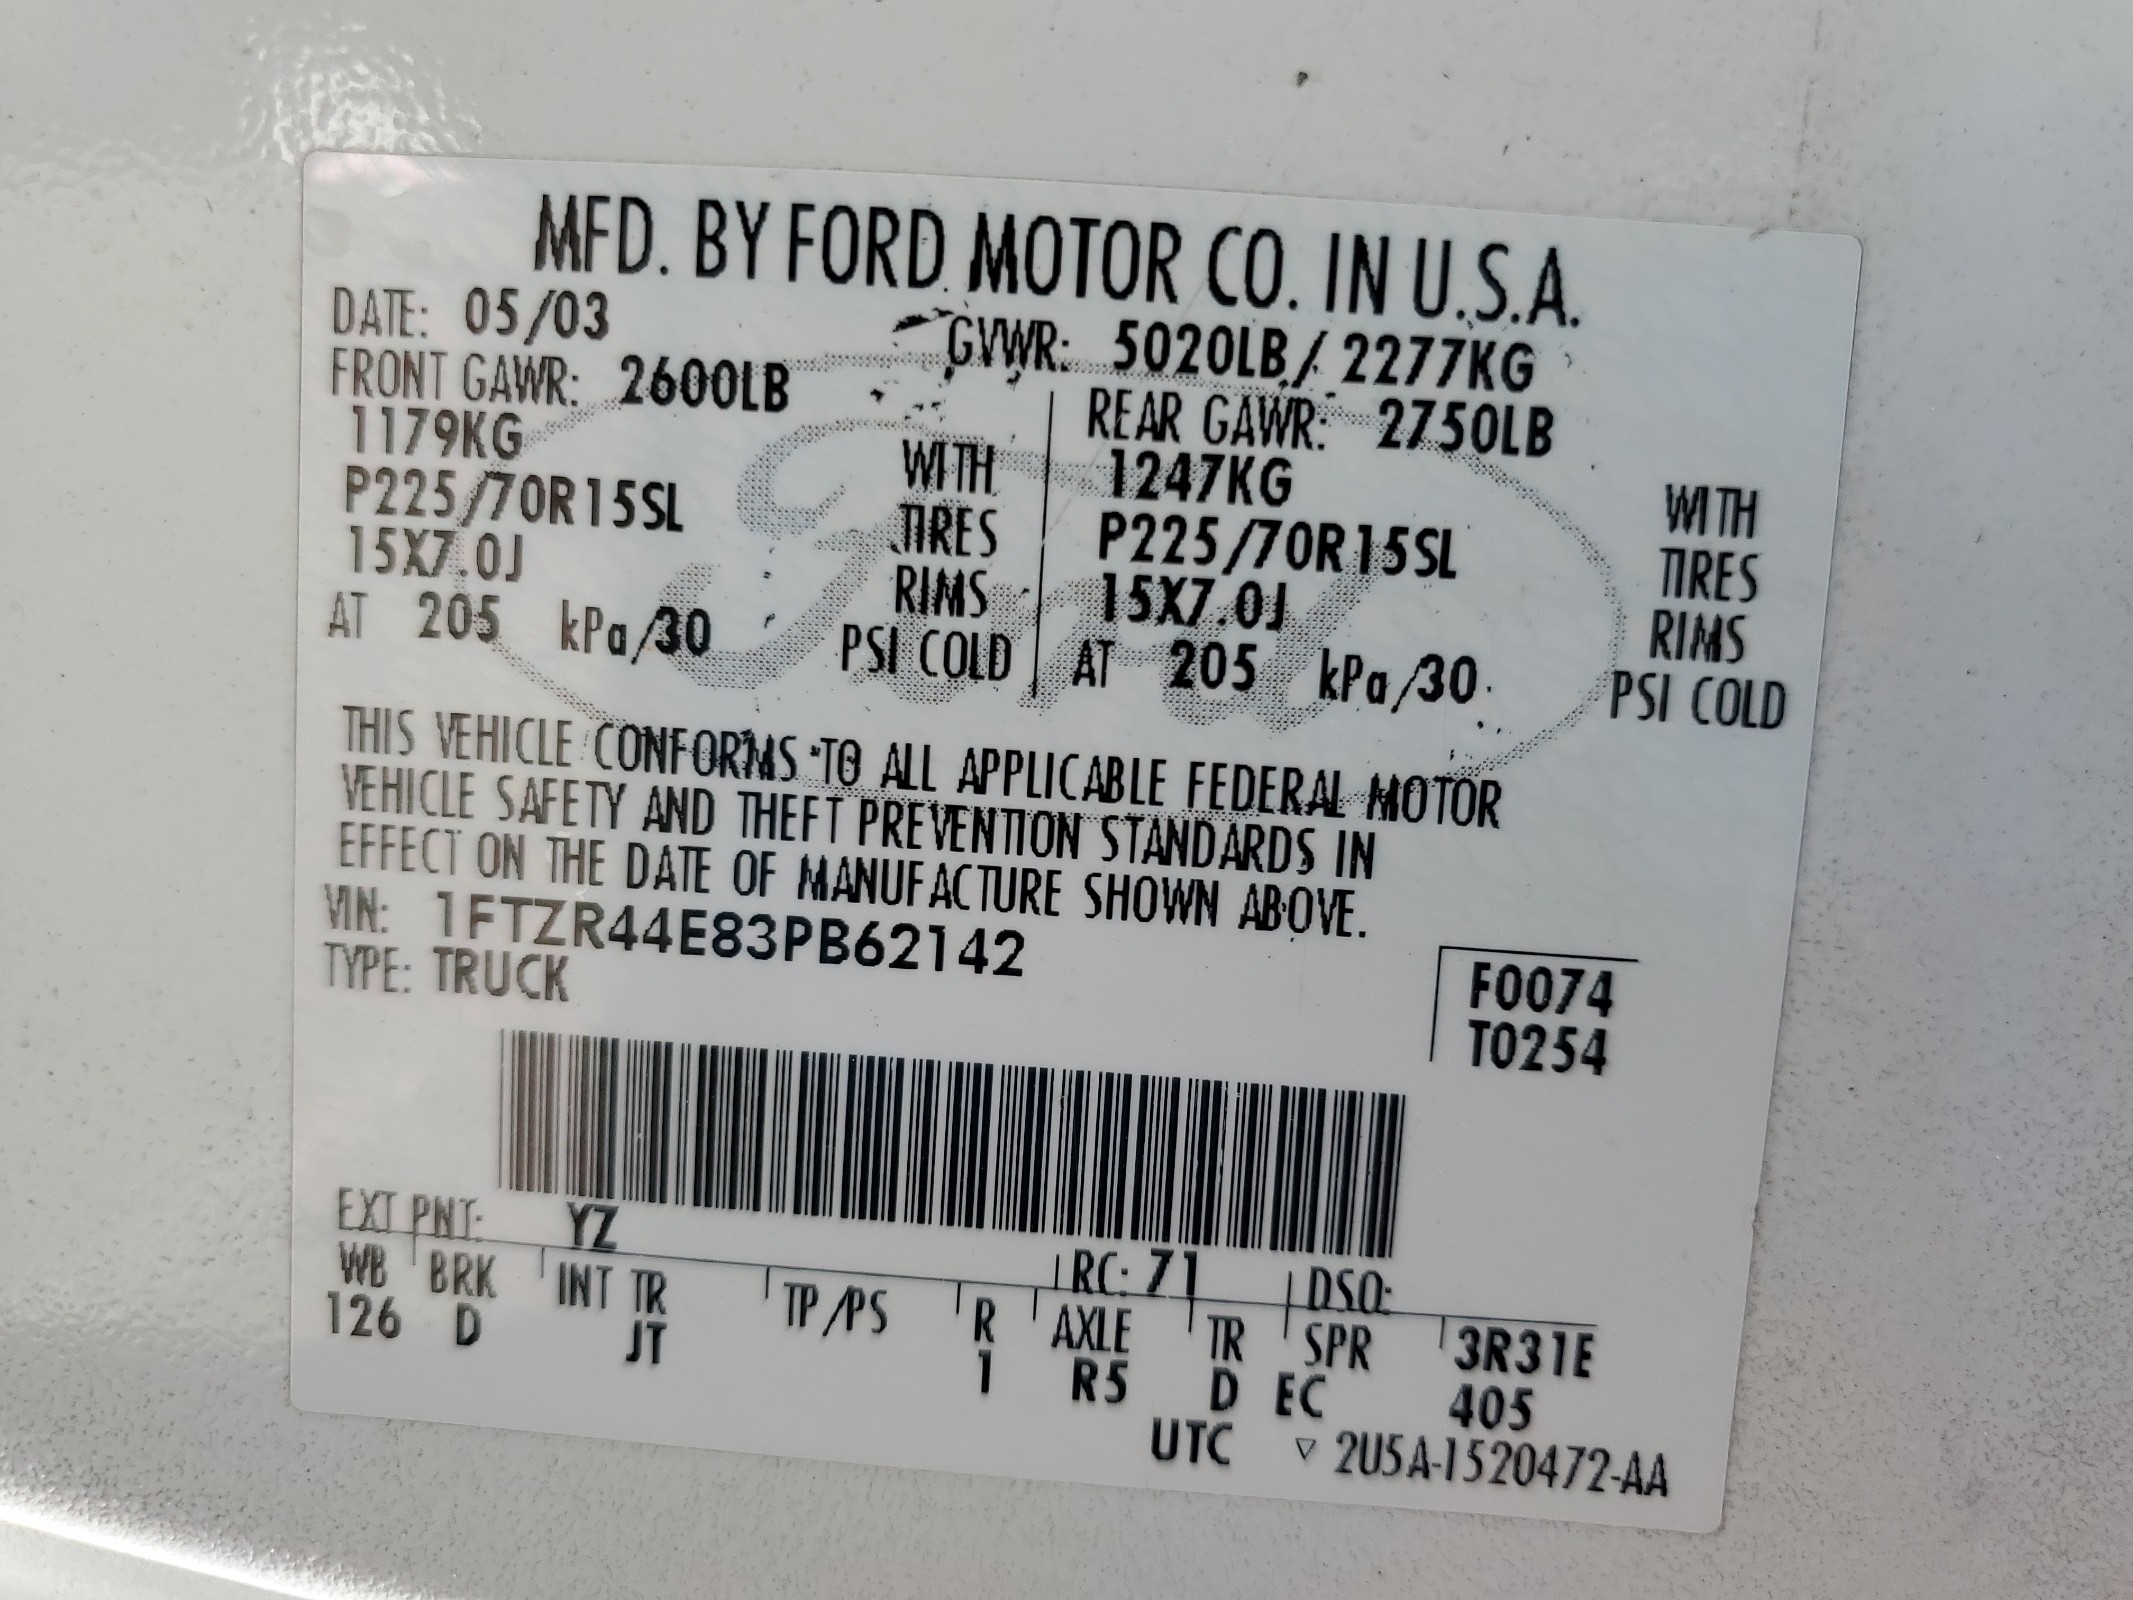 MFD. BY FORD MOTOR CO. IN U.S.A.
DATE: 05/03 GVWR: 5020LB/ 2277KG
FRONT GAWR: 2600LB REAR GAWR: 2750LB
1179KG WITH 1247KG WITH
P225/70R15SL TIRES P225/70R15SL TIRES
15X7.0J RIMS 15X7.0J RIMS
AT 205 kPa/30 PSI COLD AT 205 kPa/30 PSI COLD
Ford
THIS VEHICLE CONFORMS TO ALL APPLICABLE FEDERAL MOTOR
VEHICLE SAFETY AND THEFT PREVENTION STANDARDS IN
EFFECT ON THE DATE OF MANUFACTURE SHOWN ABOVE.
VIN: 1FTZR44E83PB62142
TYPE: TRUCK
F0074
T0254
EXT PNT: YZ RC: 71 DSO:
WB BRK INT TR TP/PS R AXLE TR SPR 3R31E
126 D JT 1 R5 D EC 405
UTC ▽ 2U5A-1520472-AA